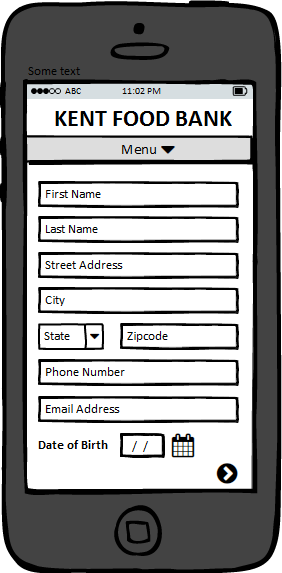 Some text
ABC 11:02 PM
KENT FOOD BANK
Menu
First Name
Last Name
Street Address
City
State Zipcode
Phone Number
Email Address
Date of Birth / /